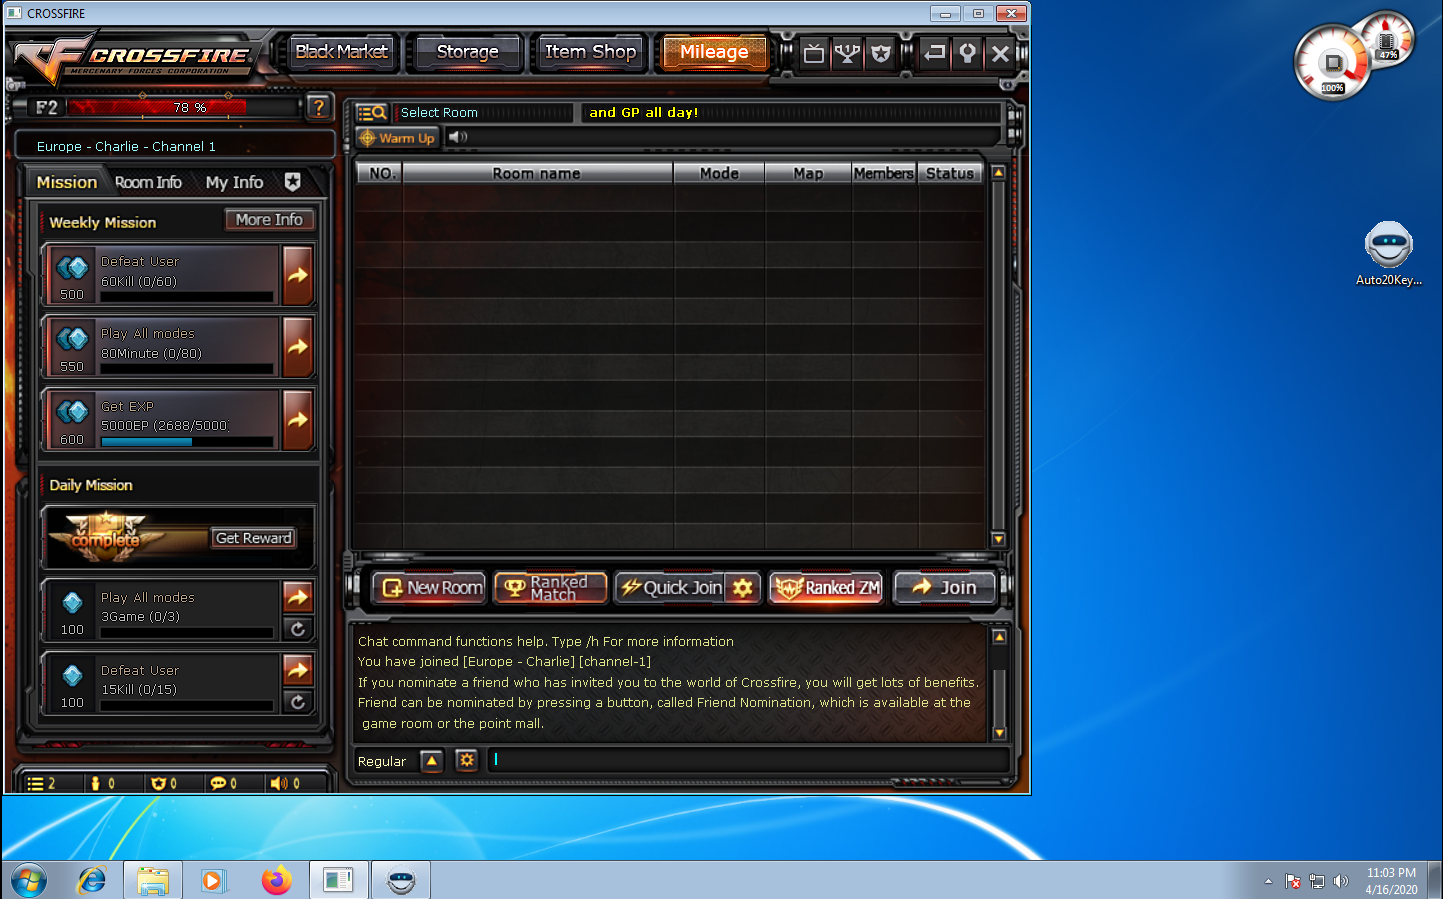 CROSSFIRE
CROSSFIRE
MERCENARY FORCES CORPORATION
Black Market
Storage
Item Shop
Mileage
F2
78 %
?
Select Room
and GP all day!
Warm Up
Europe - Charlie - Channel 1
Mission
Room Info
My Info
NO.
Room name
Mode
Map
Members
Status
Weekly Mission
More Info
Defeat User
60Kill (0/60)
500
Play All modes
80Minute (0/80)
550
Get EXP
5000EP (2688/5000)
600
Daily Mission
complete
Get Reward
Play All modes
3Game (0/3)
100
Defeat User
15Kill (0/15)
100
New Room
Ranked Match
Quick Join
Ranked ZM
Join
Chat command functions help. Type /h For more information
You have joined [Europe - Charlie] [channel-1]
If you nominate a friend who has invited you to the world of Crossfire, you will get lots of benefits.
Friend can be nominated by pressing a button, called Friend Nomination, which is available at the
game room or the point mall.
Regular
2
0
0
0
0
47%
100%
Auto20Key...
11:03 PM
4/16/2020